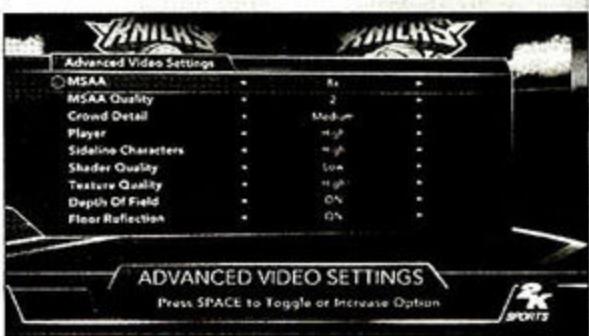 KNICKS KNICKS
Advanced Video Settings
MSAA 8x
MSAA Quality 2
Crowd Detail Medium
Player High
Sideline Characters High
Shader Quality Low
Texture Quality High
Depth Of Field ON
Floor Reflection ON
ADVANCED VIDEO SETTINGS
Press SPACE to Toggle or Increase Option
2K
SPORTS